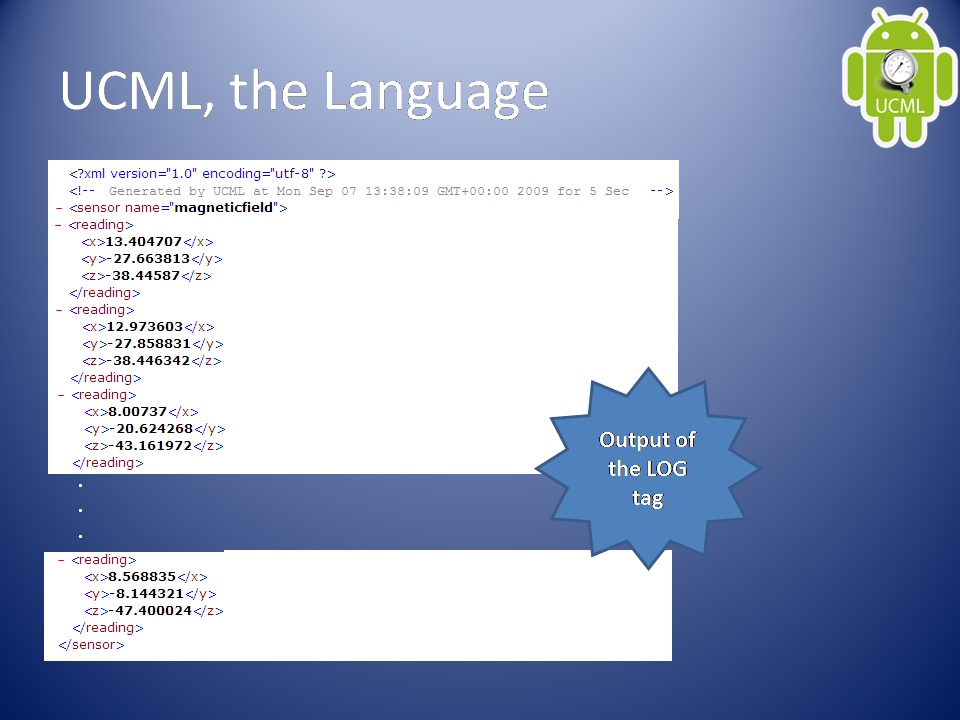 UCML, the Language
UCML
<?xml version="1.0" encoding="utf-8" ?>
<!-- Generated by UCML at Mon Sep 07 13:38:09 GMT+00:00 2009 for 5 Sec -->
– <sensor name="magneticfield">
– <reading>
<x>13.404707</x>
<y>-27.663813</y>
<z>-38.44587</z>
</reading>
– <reading>
<x>12.973603</x>
<y>-27.858831</y>
<z>-38.446342</z>
</reading>
– <reading>
<x>8.00737</x>
<y>-20.624268</y>
<z>-43.161972</z>
</reading>
.
.
.
– <reading>
<x>8.568835</x>
<y>-8.144321</y>
<z>-47.400024</z>
</reading>
</sensor>
Output of
the LOG
tag